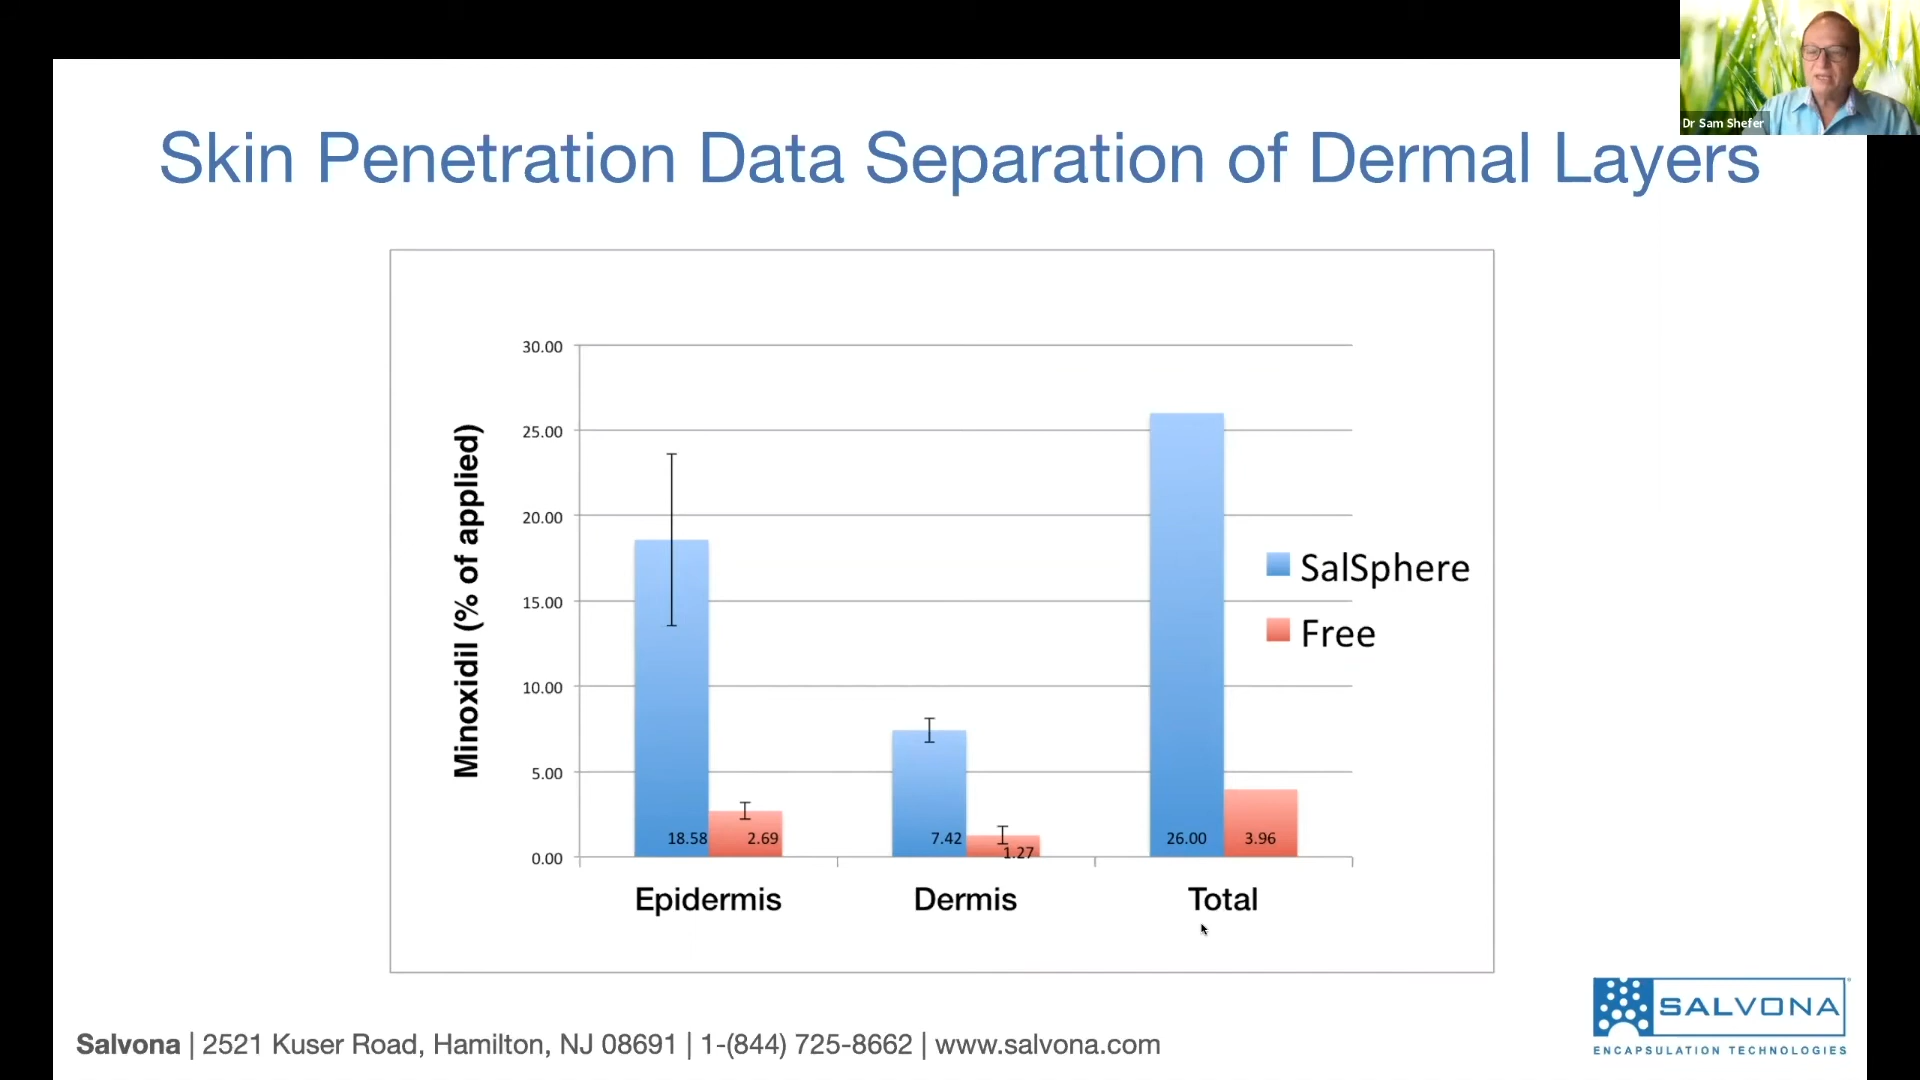 Dr Sam Shefer
Skin Penetration Data Separation of Dermal Layers
Minoxidil (% of applied)
30.00
25.00
20.00
15.00
10.00
5.00
0.00
18.58
2.69
7.42
1.27
26.00
3.96
Epidermis
Dermis
Total
SalSphere
Free
Salvona | 2521 Kuser Road, Hamilton, NJ 08691 | 1-(844) 725-8662 | www.salvona.com
SALVONA
ENCAPSULATION TECHNOLOGIES